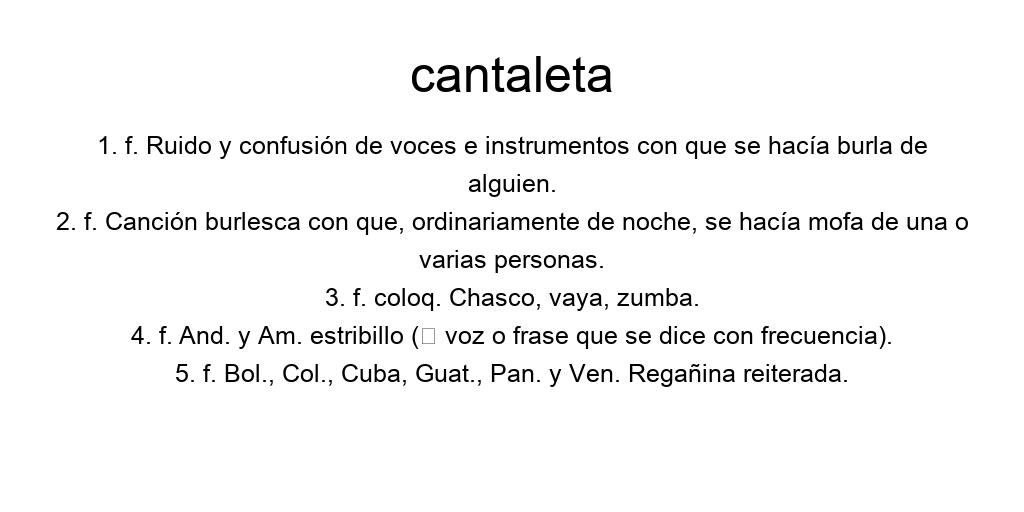 cantaleta
1. f. Ruido y confusión de voces e instrumentos con que se hacía burla de
alguien.
2. f. Canción burlesca con que, ordinariamente de noche, se hacía mofa de una o
varias personas.
3. f. coloq. Chasco, vaya, zumba.
4. f. And. y Am. estribillo (▯ voz o frase que se dice con frecuencia).
5. f. Bol., Col., Cuba, Guat., Pan. y Ven. Regañina reiterada.